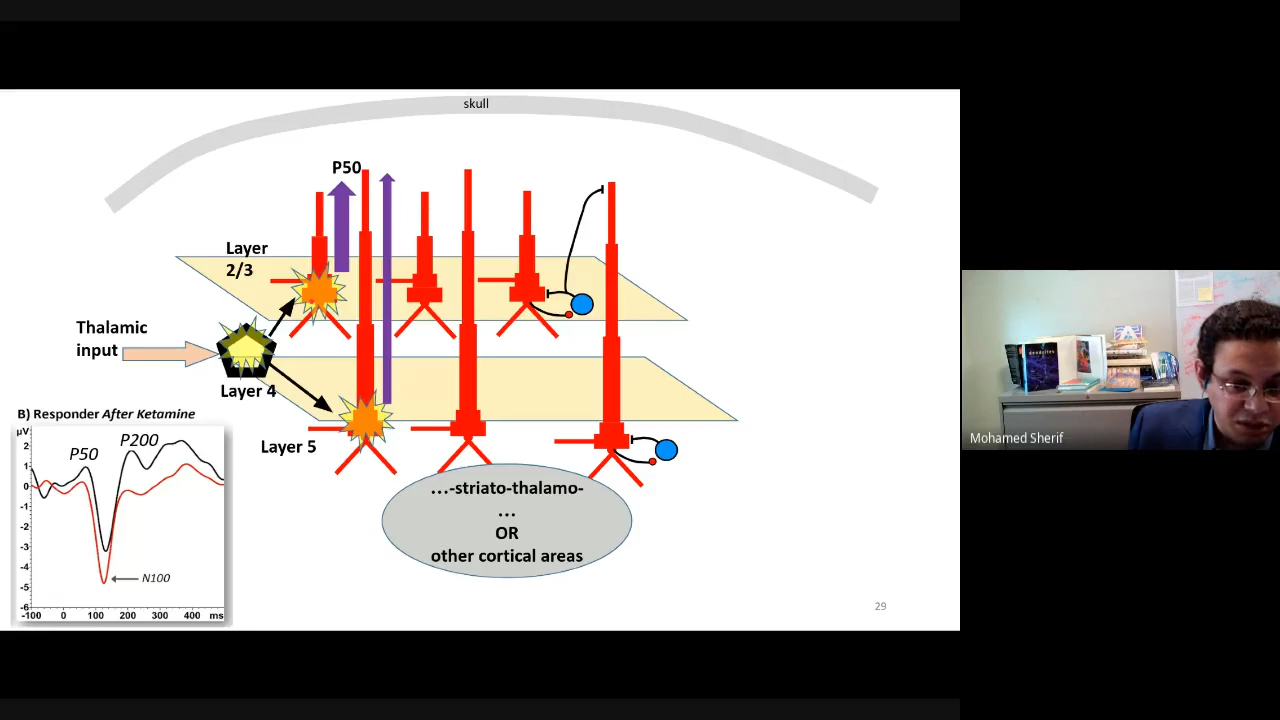 skull
P50
Layer
2/3
Thalamic
input
Layer 4
Layer 5
B) Responder After Ketamine
µV
P50
P200
2
1
0
-1
-2
-3
-4
-5
-6
N100
-100 0 100 200 300 400 ms
…-striato-thalamo-
…
OR
other cortical areas
29
Mohamed Sherif